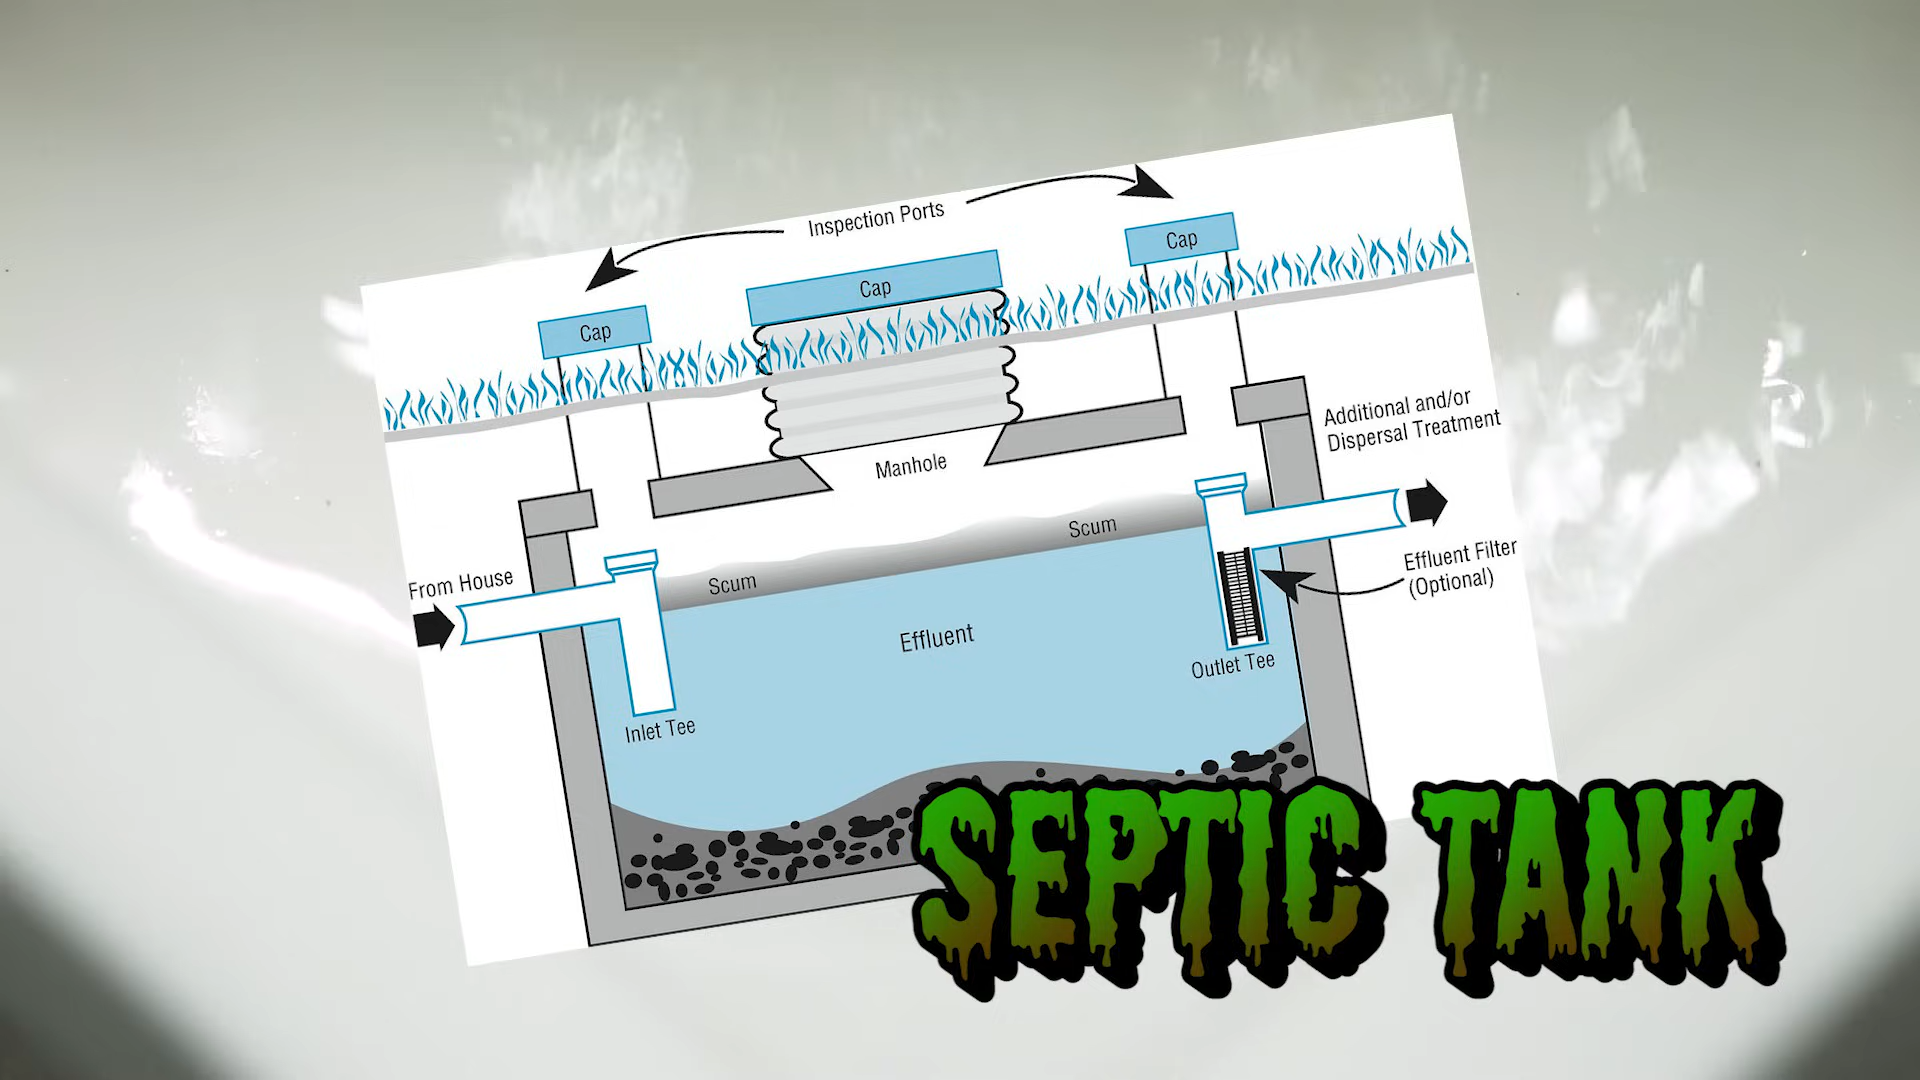 Inspection Ports
Cap
Cap
Cap
Additional and/or
Dispersal Treatment
Manhole
Scum
Scum
From House
Effluent Filter
(Optional)
Effluent
Outlet Tee
Inlet Tee
SEPTIC TANK